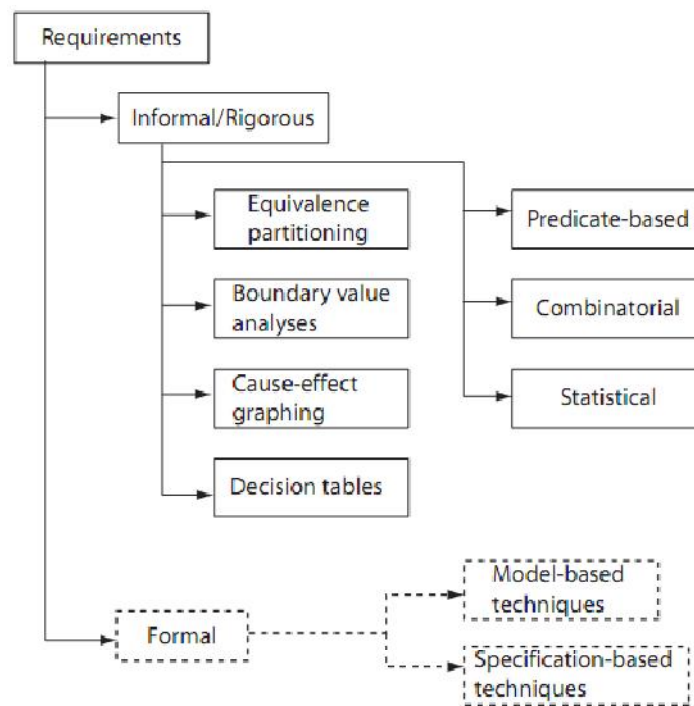 Requirements
Informal/Rigorous
Equivalence
partitioning
Predicate-based
Boundary value
analyses
Combinatorial
Cause-effect
graphing
Statistical
Decision tables
Formal
Model-based
techniques
Specification-based
techniques